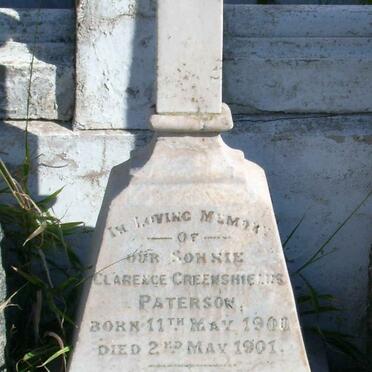 IN LOVING MEMORY
OF
OUR SONNIE
CLARENCE GREENSHIELDS
PATERSON,
BORN 11TH MAY 1900
DIED 2ND MAY 1901.